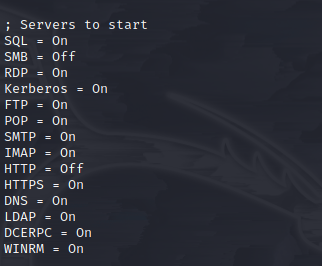 ; Servers to start
SQL = On
SMB = Off
RDP = On
Kerberos = On
FTP = On
POP = On
SMTP = On
IMAP = On
HTTP = Off
HTTPS = On
DNS = On
LDAP = On
DCERPC = On
WINRM = On